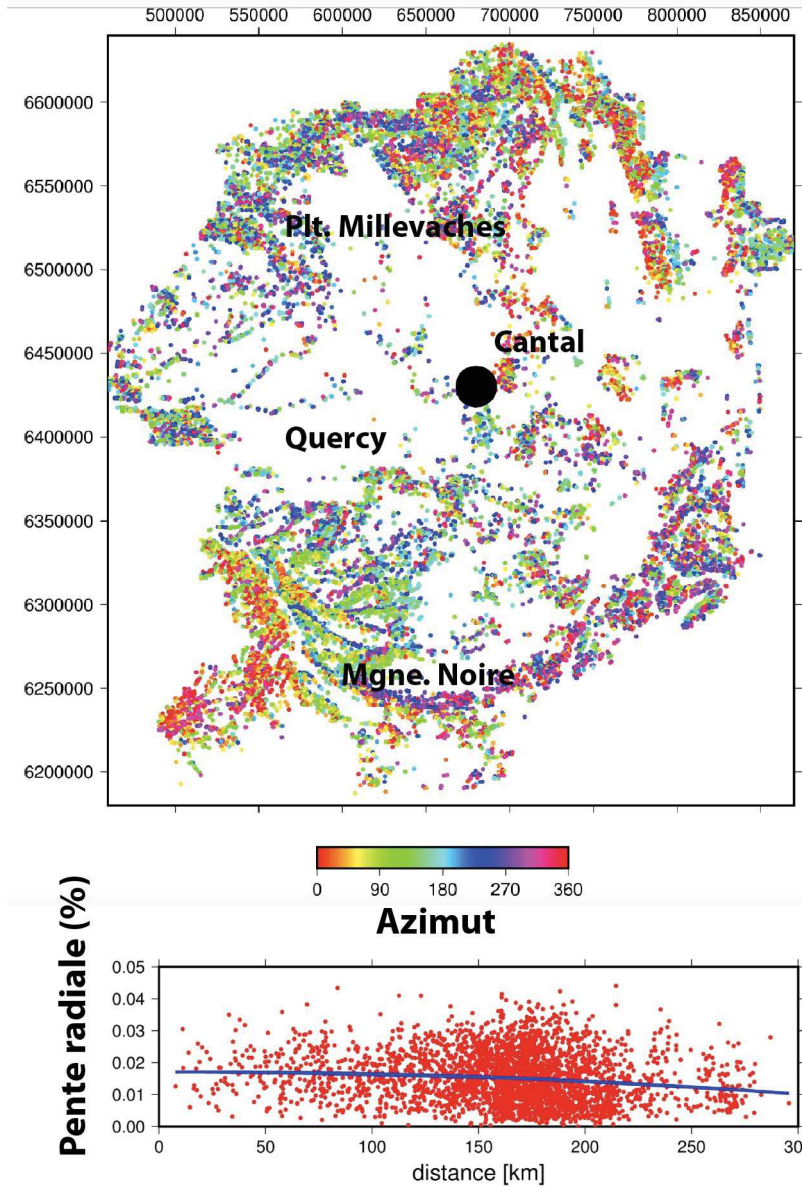 500000 550000 600000 650000 700000 750000 800000 850000
6600000
6550000
Plt. Millevaches
6500000
6450000
Cantal
6400000
Quercy
6350000
6300000
6250000
Mgne. Noire
6200000
0 90 180 270 360
Azimut
Pente radiale (%)
0.05
0.04
0.03
0.02
0.01
0.00
0 50 100 150 200 250 30
distance [km]